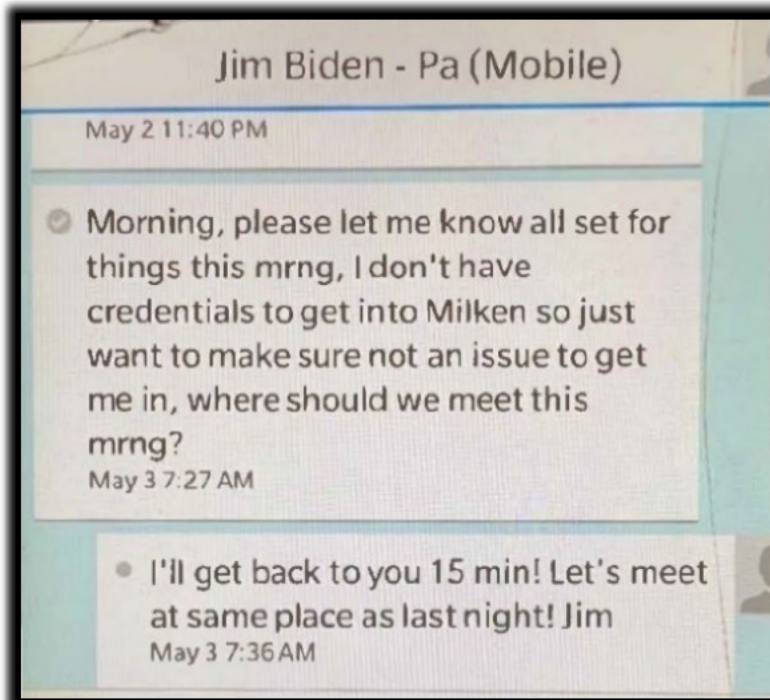 Jim Biden - Pa (Mobile)
May 2 11:40 PM
Morning, please let me know all set for
things this mrng, I don't have
credentials to get into Milken so just
want to make sure not an issue to get
me in, where should we meet this
mrng?
May 3 7:27 AM
I'll get back to you 15 min! Let's meet
at same place as last night! Jim
May 3 7:36 AM